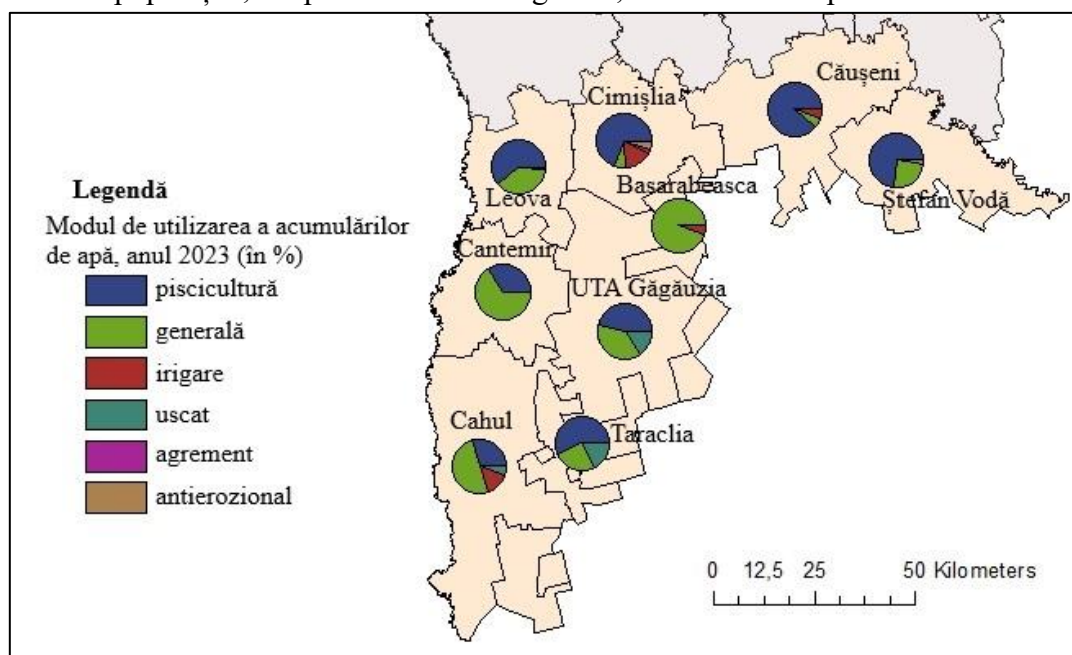 Căușeni
Cimișlia
Basarabeasca
Leova
Ștefan Vodă
Cantemir
UTA Găgăuzia
Cahul
Taraclia
Legendă
Modul de utilizarea a acumulărilor
de apă, anul 2023 (în %)
piscicultură
generală
irigare
uscat
agrement
antierozional
0 12,5 25 50 Kilometers